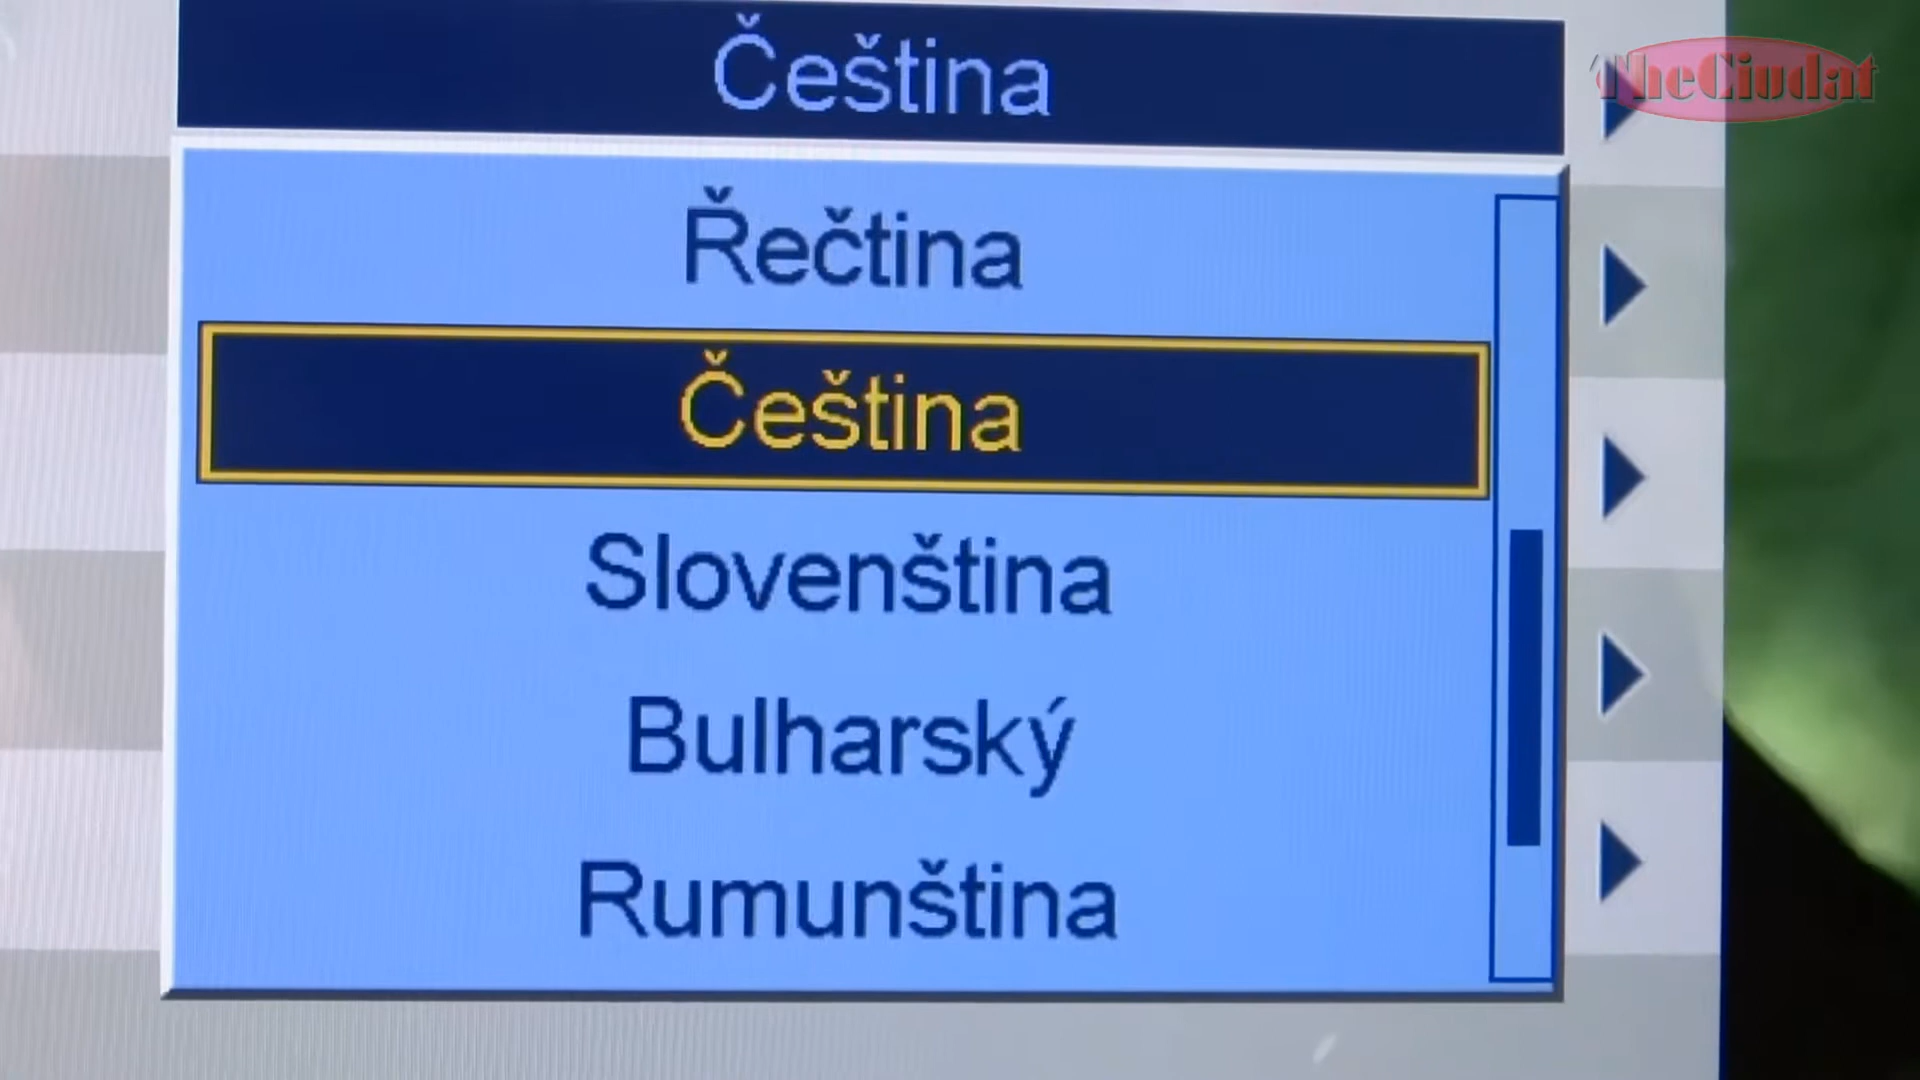 Čeština
TheCiudat
Řečtina
Čeština
Slovenština
Bulharský
Rumunština